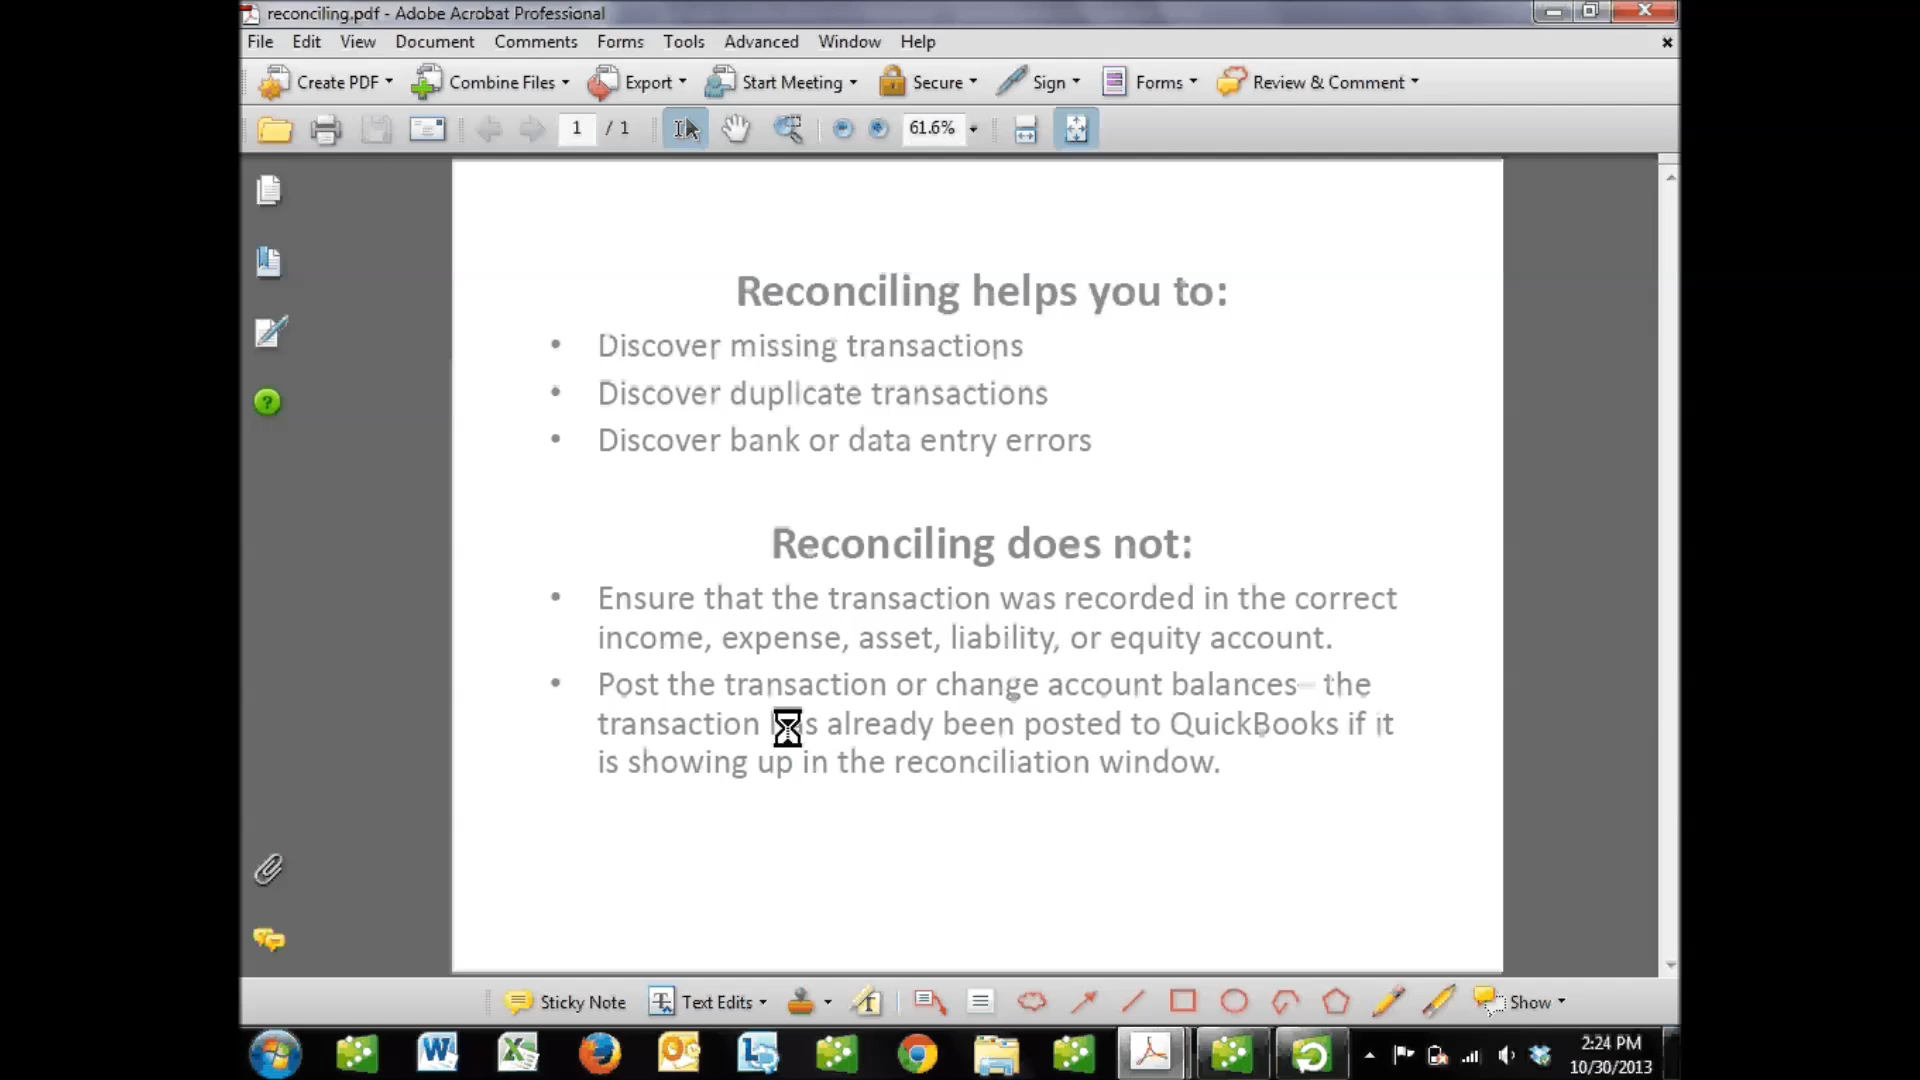 reconciling.pdf - Adobe Acrobat Professional
File Edit View Document Comments Forms Tools Advanced Window Help
Create PDF Combine Files Export Start Meeting Secure Sign Forms Review & Comment
1 / 1 61.6%
Reconciling helps you to:
• Discover missing transactions
• Discover duplicate transactions
• Discover bank or data entry errors
Reconciling does not:
• Ensure that the transaction was recorded in the correct
income, expense, asset, liability, or equity account.
• Post the transaction or change account balances– the
transaction already been posted to QuickBooks if it
is showing up in the reconciliation window.
Sticky Note Text Edits Show
2:24 PM
10/30/2013